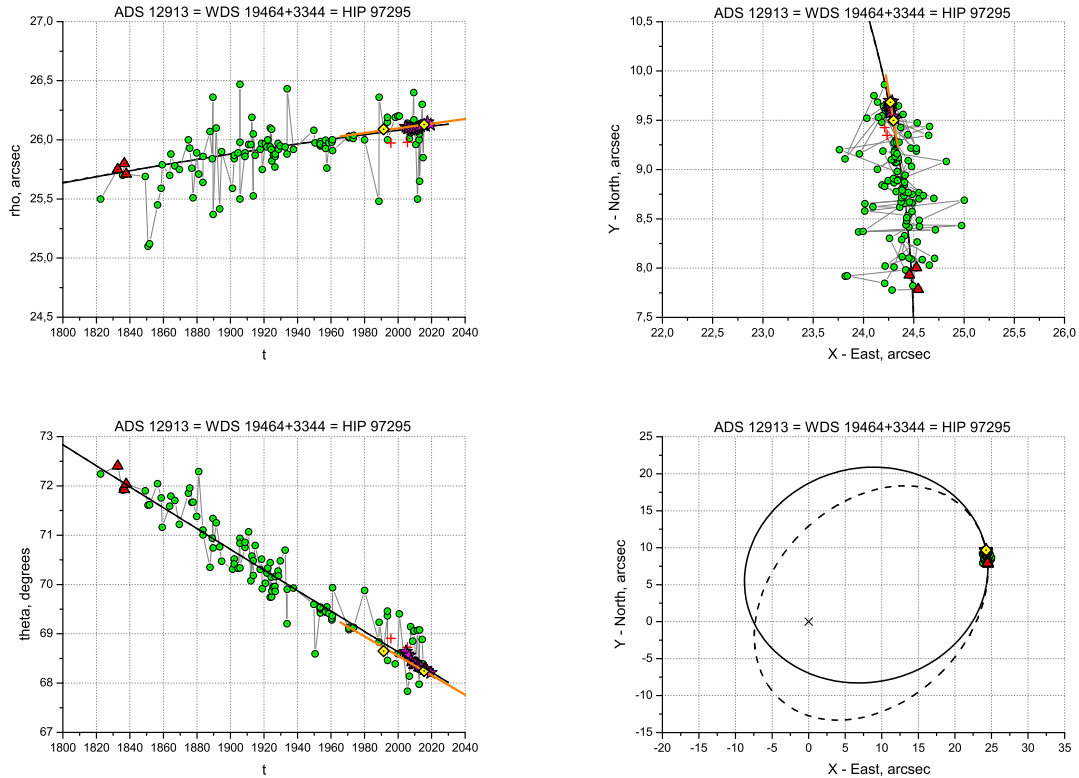 ADS 12913 = WDS 19464+3344 = HIP 97295
27,0
26,5
26,0
25,5
25,0
24,5
rho, arcsec
1800 1820 1840 1860 1880 1900 1920 1940 1960 1980 2000 2020 2040
t
ADS 12913 = WDS 19464+3344 = HIP 97295
10,5
10,0
9,5
9,0
8,5
8,0
7,5
Y - North, arcsec
22,0 22,5 23,0 23,5 24,0 24,5 25,0 25,5 26,0
X - East, arcsec
ADS 12913 = WDS 19464+3344 = HIP 97295
73
72
71
70
69
68
67
theta, degrees
1800 1820 1840 1860 1880 1900 1920 1940 1960 1980 2000 2020 2040
t
ADS 12913 = WDS 19464+3344 = HIP 97295
25
20
15
10
5
0
-5
-10
-15
Y - North, arcsec
-20 -15 -10 -5 0 5 10 15 20 25 30 35
X - East, arcsec